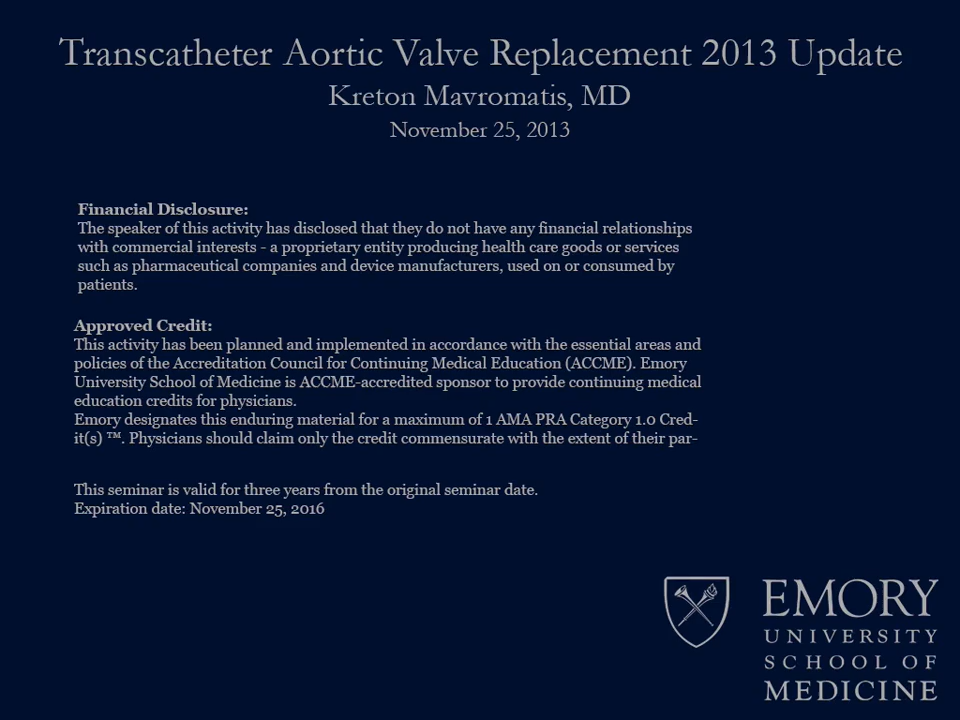 Transcatheter Aortic Valve Replacement 2013 Update
Kreton Mavromatis, MD
November 25, 2013
Financial Disclosure:
The speaker of this activity has disclosed that they do not have any financial relationships
with commercial interests - a proprietary entity producing health care goods or services
such as pharmaceutical companies and device manufacturers, used on or consumed by
patients.
Approved Credit:
This activity has been planned and implemented in accordance with the essential areas and
policies of the Accreditation Council for Continuing Medical Education (ACCME). Emory
University School of Medicine is ACCME-accredited sponsor to provide continuing medical
education credits for physicians.
Emory designates this enduring material for a maximum of 1 AMA PRA Category 1.0 Cred-
it(s) ™. Physicians should claim only the credit commensurate with the extent of their par-
This seminar is valid for three years from the original seminar date.
Expiration date: November 25, 2016
EMORY
UNIVERSITY
SCHOOL OF
MEDICINE